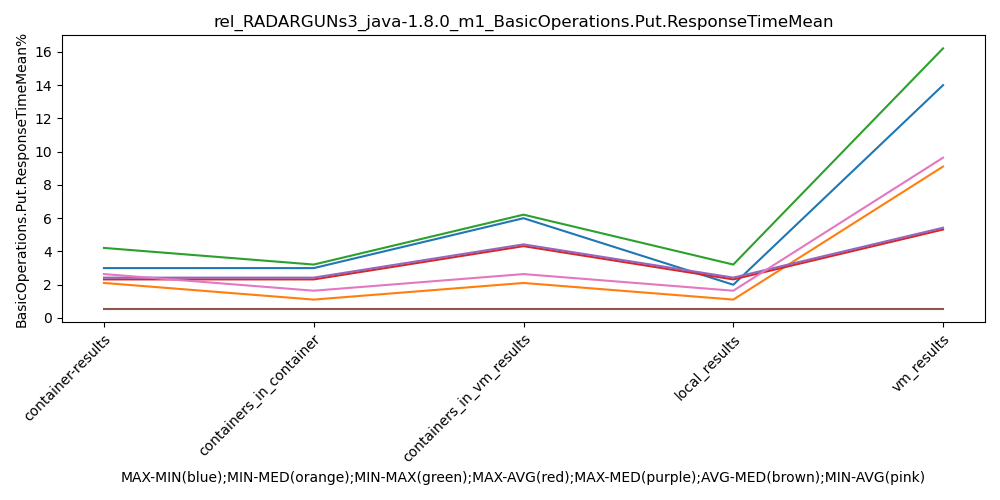 rel_RADARGUNs3_java-1.8.0_m1_BasicOperations.Put.ResponseTimeMean
BasicOperations.Put.ResponseTimeMean%
16
14
12
10
8
6
4
2
0
container-results
containers_in_container
containers_in_vm_results
local_results
vm_results
MAX-MIN(blue);MIN-MED(orange);MIN-MAX(green);MAX-AVG(red);MAX-MED(purple);AVG-MED(brown);MIN-AVG(pink)